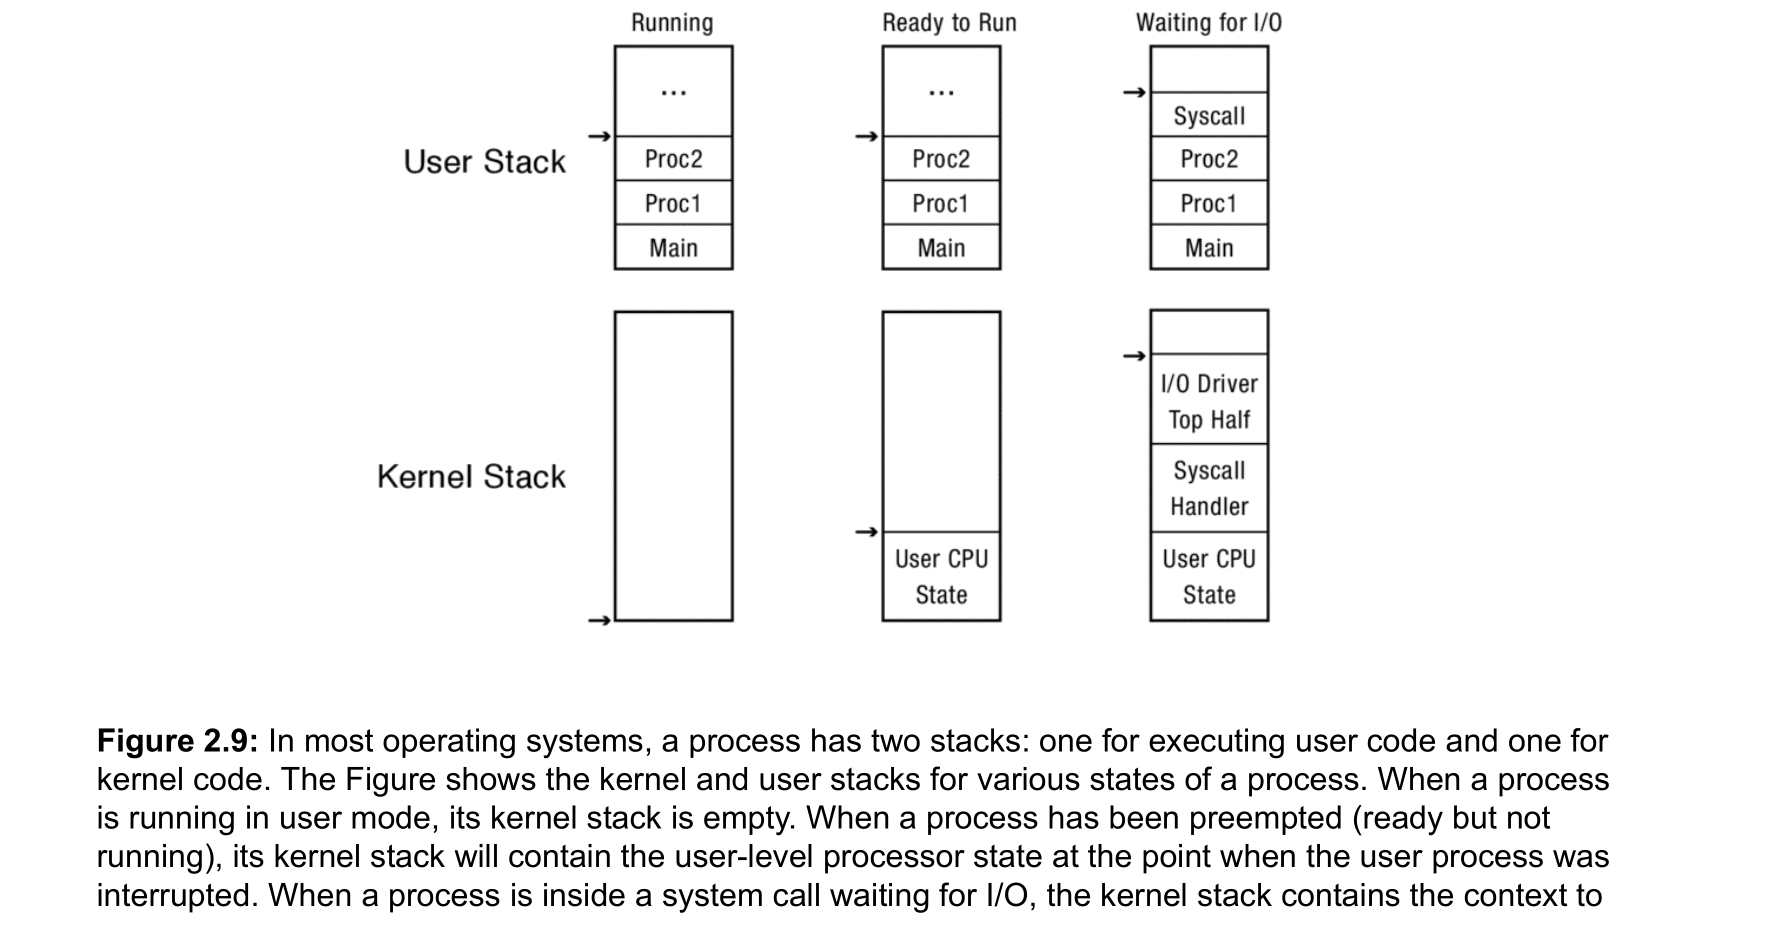 Running Ready to Run Waiting for I/O
... ... Syscall
User Stack Proc2 Proc2 Proc2
Proc1 Proc1 Proc1
Main Main Main
I/O Driver
Top Half
Kernel Stack Syscall
Handler
User CPU User CPU
State State
Figure 2.9: In most operating systems, a process has two stacks: one for executing user code and one for
kernel code. The Figure shows the kernel and user stacks for various states of a process. When a process
is running in user mode, its kernel stack is empty. When a process has been preempted (ready but not
running), its kernel stack will contain the user-level processor state at the point when the user process was
interrupted. When a process is inside a system call waiting for I/O, the kernel stack contains the context to